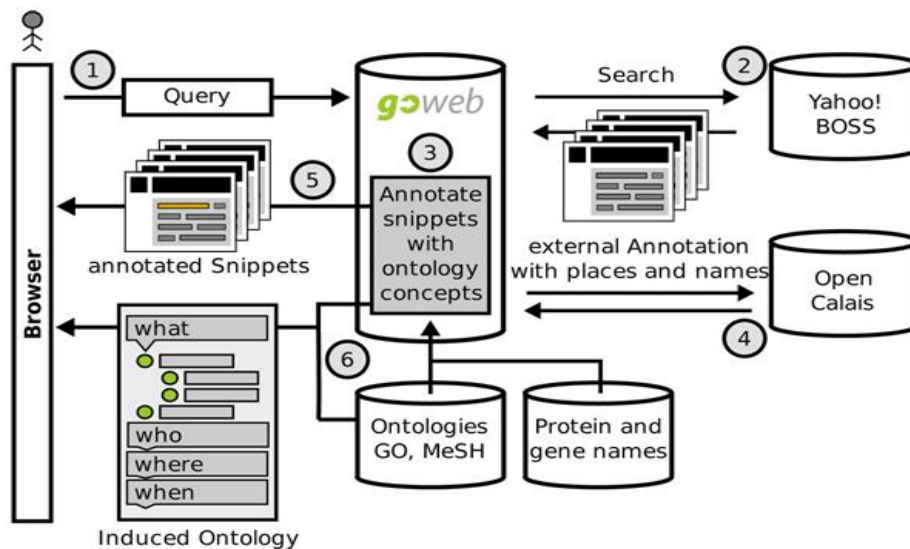 1
Query
goweb
Search
2
Yahoo!
BOSS
3
Annotate
snippets
with
ontology
concepts
5
annotated Snippets
external Annotation
with places and names
Open
Calais
4
Browser
what
who
where
when
Induced Ontology
6
Ontologies
GO, MeSH
Protein and
gene names